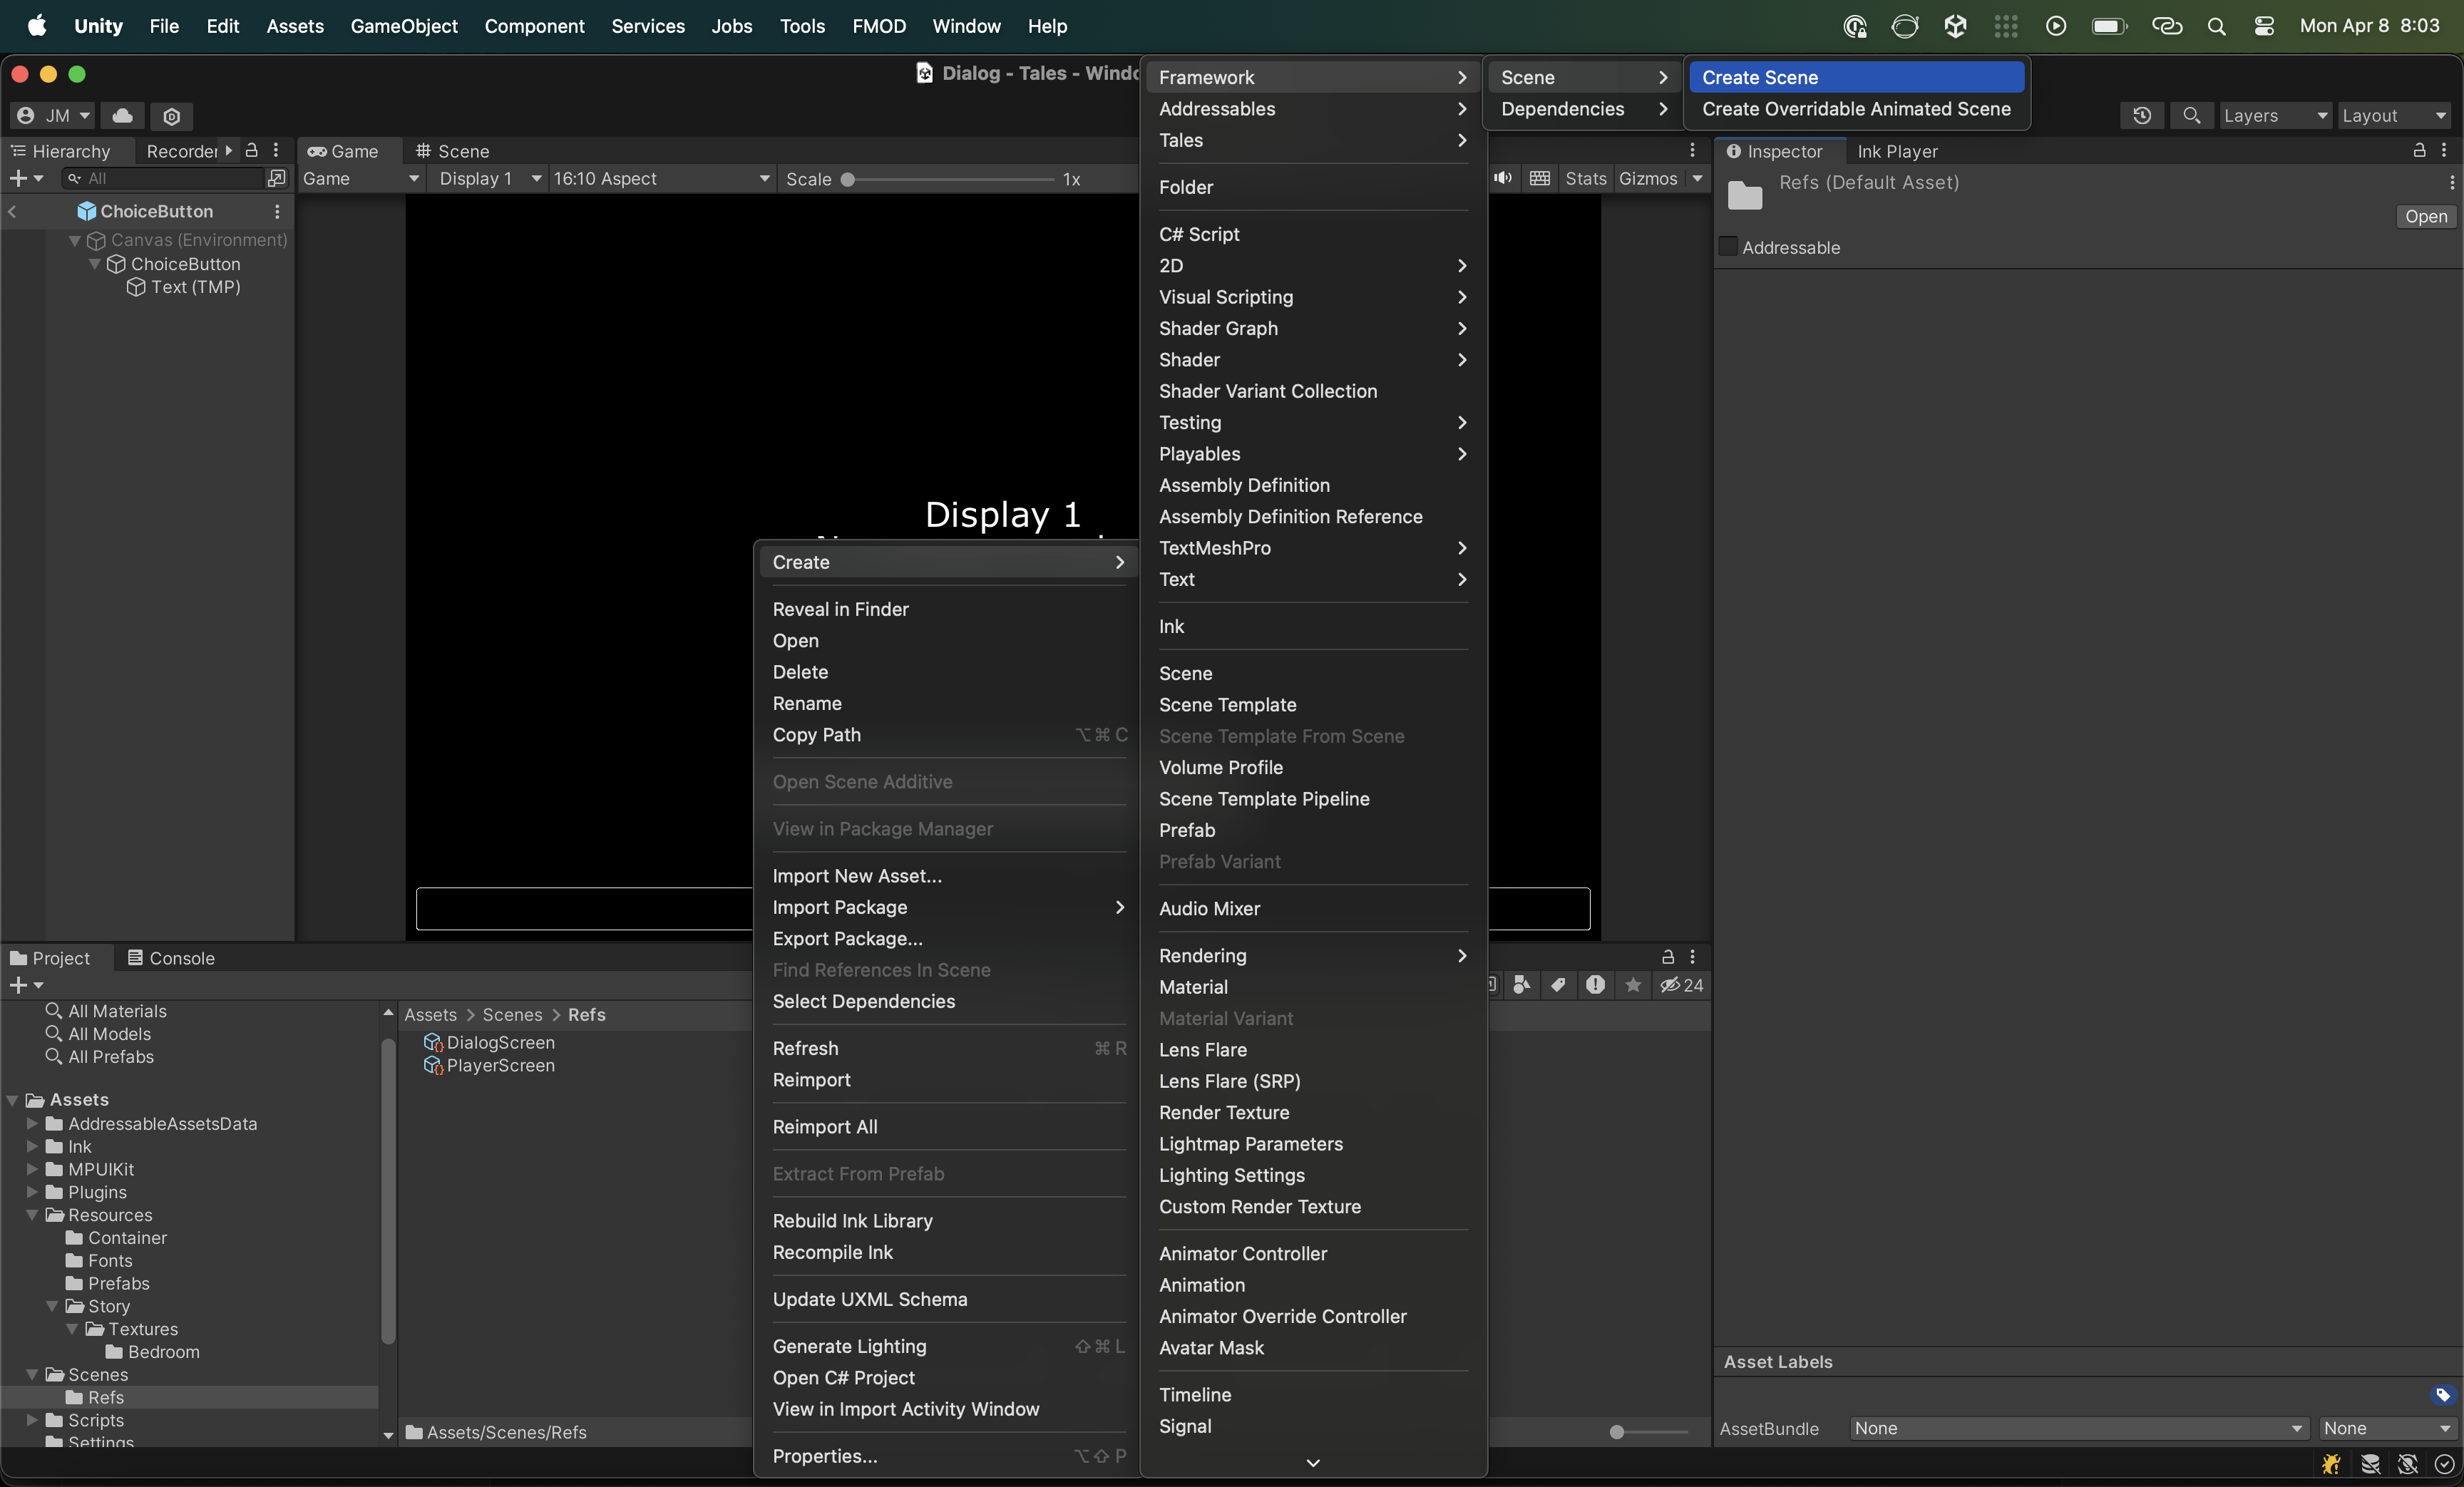 Unity File Edit Assets GameObject Component Services Jobs Tools FMOD Window Help
Mon Apr 8 8:03
Dialog - Tales - Windo
JM
Layers
Layout
Hierarchy
Recorder
All
ChoiceButton
Canvas (Environment)
ChoiceButton
Text (TMP)
Game
Scene
Game
Display 1
16:10 Aspect
Scale
1x
Stats
Gizmos
Display 1
Create
Reveal in Finder
Open
Delete
Rename
Copy Path ⌥⌘C
Open Scene Additive
View in Package Manager
Import New Asset...
Import Package
Export Package...
Find References In Scene
Select Dependencies
Refresh ⌘R
Reimport
Reimport All
Extract From Prefab
Rebuild Ink Library
Recompile Ink
Update UXML Schema
Generate Lighting ⇧⌘L
Open C# Project
View in Import Activity Window
Properties... ⌥⇧P
Framework
Addressables
Tales
Folder
C# Script
2D
Visual Scripting
Shader Graph
Shader
Shader Variant Collection
Testing
Playables
Assembly Definition
Assembly Definition Reference
TextMeshPro
Text
Ink
Scene
Scene Template
Scene Template From Scene
Volume Profile
Scene Template Pipeline
Prefab
Prefab Variant
Audio Mixer
Rendering
Material
Material Variant
Lens Flare
Lens Flare (SRP)
Render Texture
Lightmap Parameters
Lighting Settings
Custom Render Texture
Animator Controller
Animation
Animator Override Controller
Avatar Mask
Timeline
Signal
Scene
Dependencies
Create Scene
Create Overridable Animated Scene
Inspector
Ink Player
Refs (Default Asset)
Open
Addressable
Project
Console
24
All Materials
All Models
All Prefabs
Assets
AddressableAssetsData
Ink
MPUIKit
Plugins
Resources
Container
Fonts
Prefabs
Story
Textures
Bedroom
Scenes
Refs
Scripts
Settings
Assets > Scenes > Refs
DialogScreen
PlayerScreen
Assets/Scenes/Refs
Asset Labels
AssetBundle
None
None